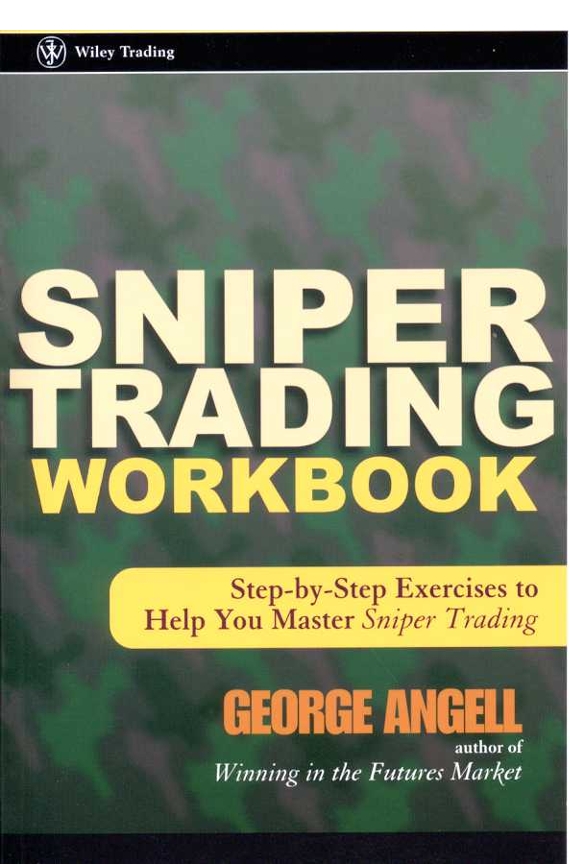 Wiley Trading
SNIPER
TRADING
WORKBOOK
Step-by-Step Exercises to
Help You Master Sniper Trading
GEORGE ANGELL
author of
Winning in the Futures Market